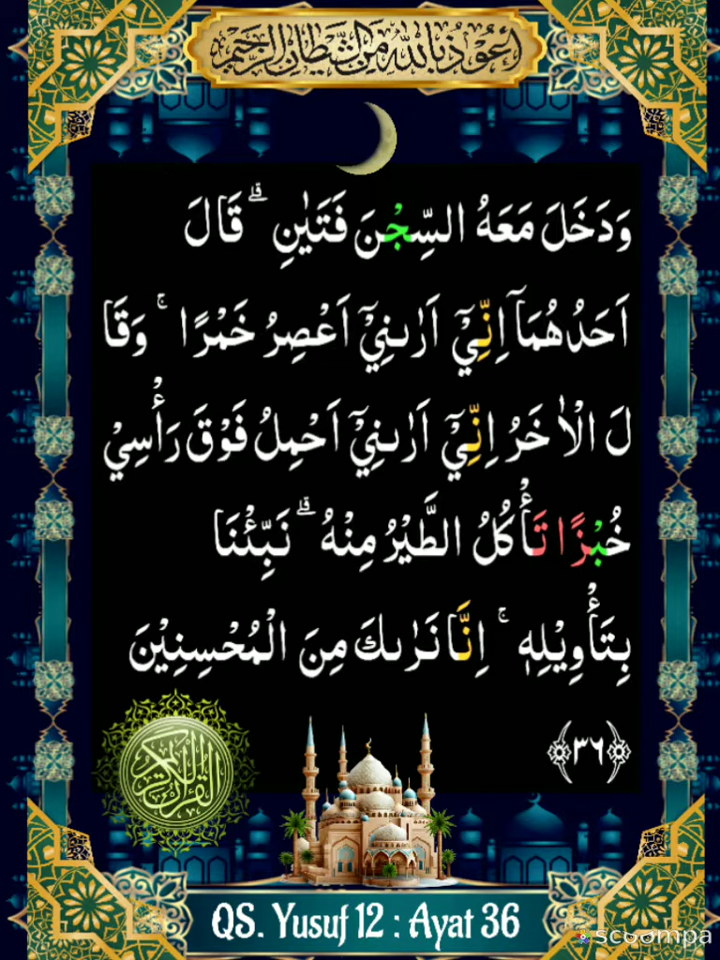 اعوذ بالله من الشيطان الرجيم
وَدَخَلَ مَعَهُ السِّجْنَ فَتَيٰنِ ۗ قَالَ
اَحَدُهُمَآ اِنِّيْٓ اَرٰىنِيْٓ اَعْصِرُ خَمْرًا ۚ وَقَا
لَ الْاٰ خَرُ اِنِّيْٓ اَرٰىنِيْٓ اَحْمِلُ فَوْقَ رَأْسِيْ
خُبْزًا تَأْكُلُ الطَّيْرُ مِنْهُ ۗ نَبِّئْنَا
بِتَأْوِيْلِهٖ ۚ اِنَّا نَرٰىكَ مِنَ الْمُحْسِنِيْنَ
﴿٣٦﴾
القرآن الكريم
QS. Yusuf 12 : Ayat 36
scoompa